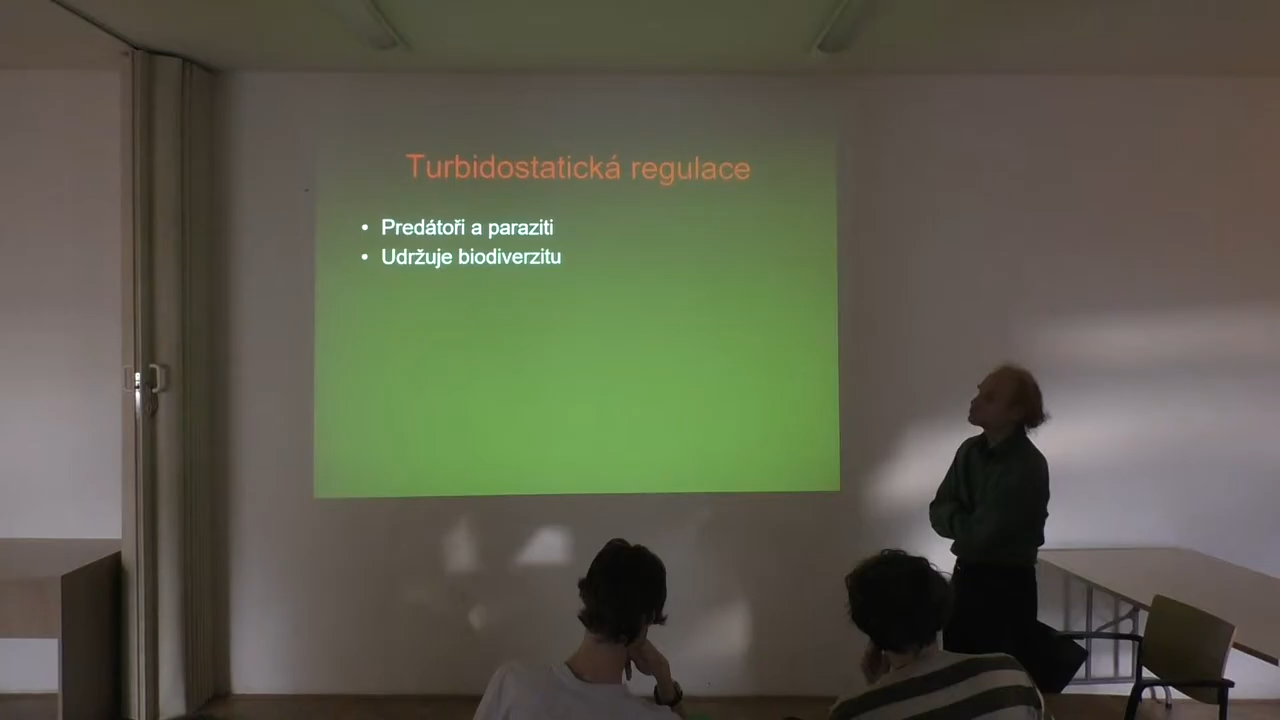 Turbidostatická regulace
• Predátoři a paraziti
• Udržuje biodiverzitu